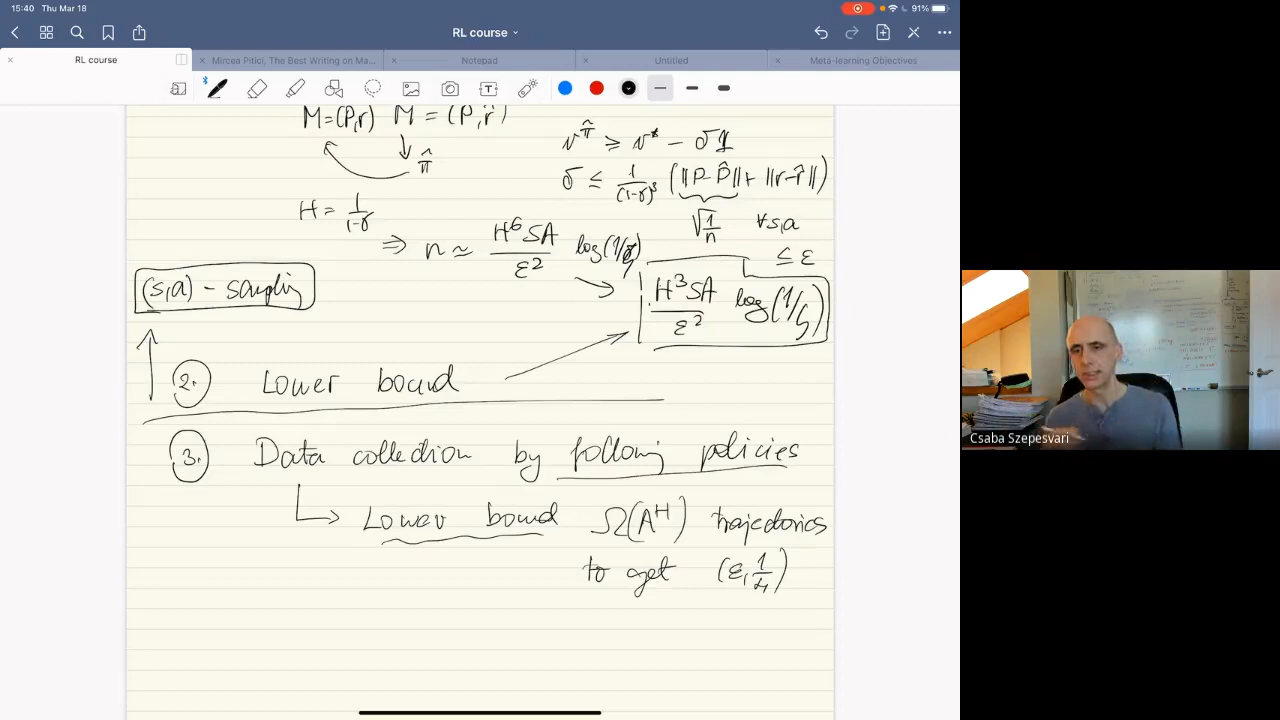 15:40 Thu Mar 18
91%
RL course
RL course
Mircea Pitici, The Best Writing on Ma...
Notepad
Untitled
Meta-learning Objectives
M=(P,r) M̂ = (P̂,r̂)
↓ π̂
v^π̂ ≥ v* − δ1
δ ≤ 1/(1-γ)³ (‖P-P̂‖ + ‖r-r̂‖)
√(1/n) ∀s,a
H = 1/(1-γ)
⇒ n ≃ H⁶SA/ε² log(1/ζ)
≤ ε
(s,a) - sampling
H³SA/ε² log(1/ζ)
2. Lower bound
3. Data collection by following policies
Lower bound Ω(A^H) trajectories
to get (ε, 1/4)
Csaba Szepesvari